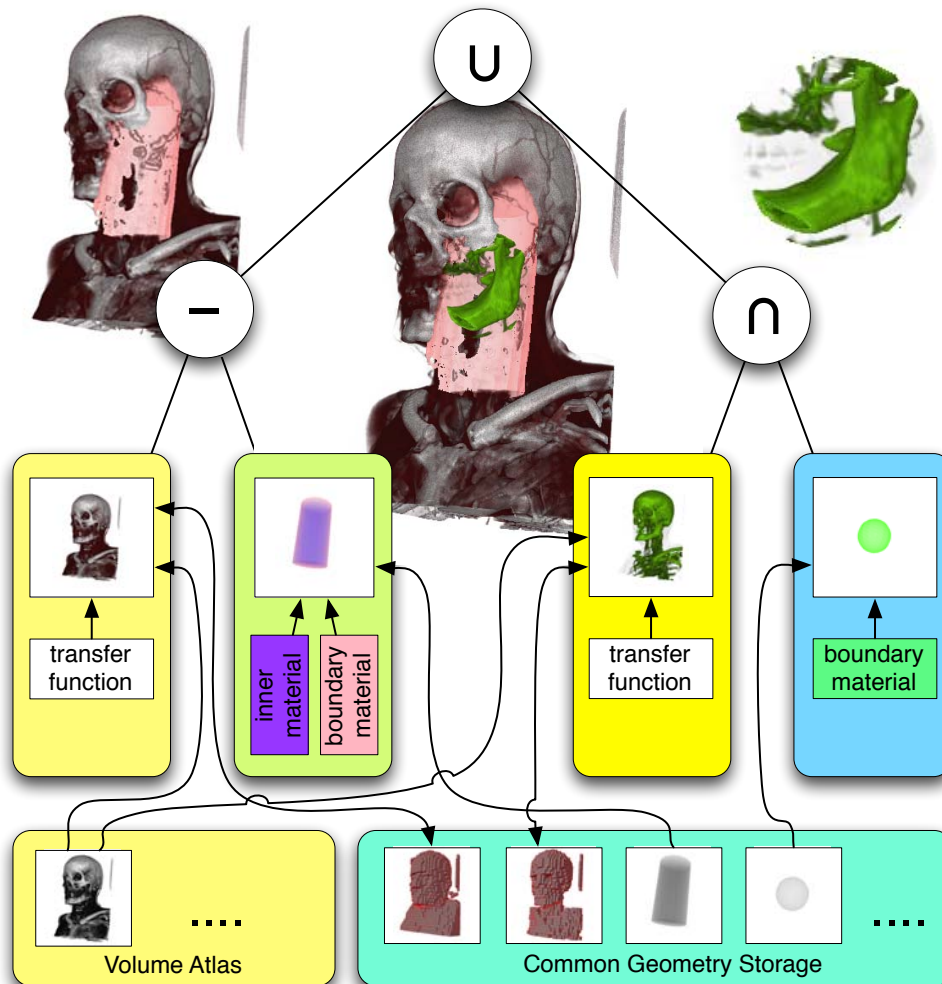 ∪
−
∩
transfer
function
inner
material
boundary
material
transfer
function
boundary
material
....
Volume Atlas
....
Common Geometry Storage